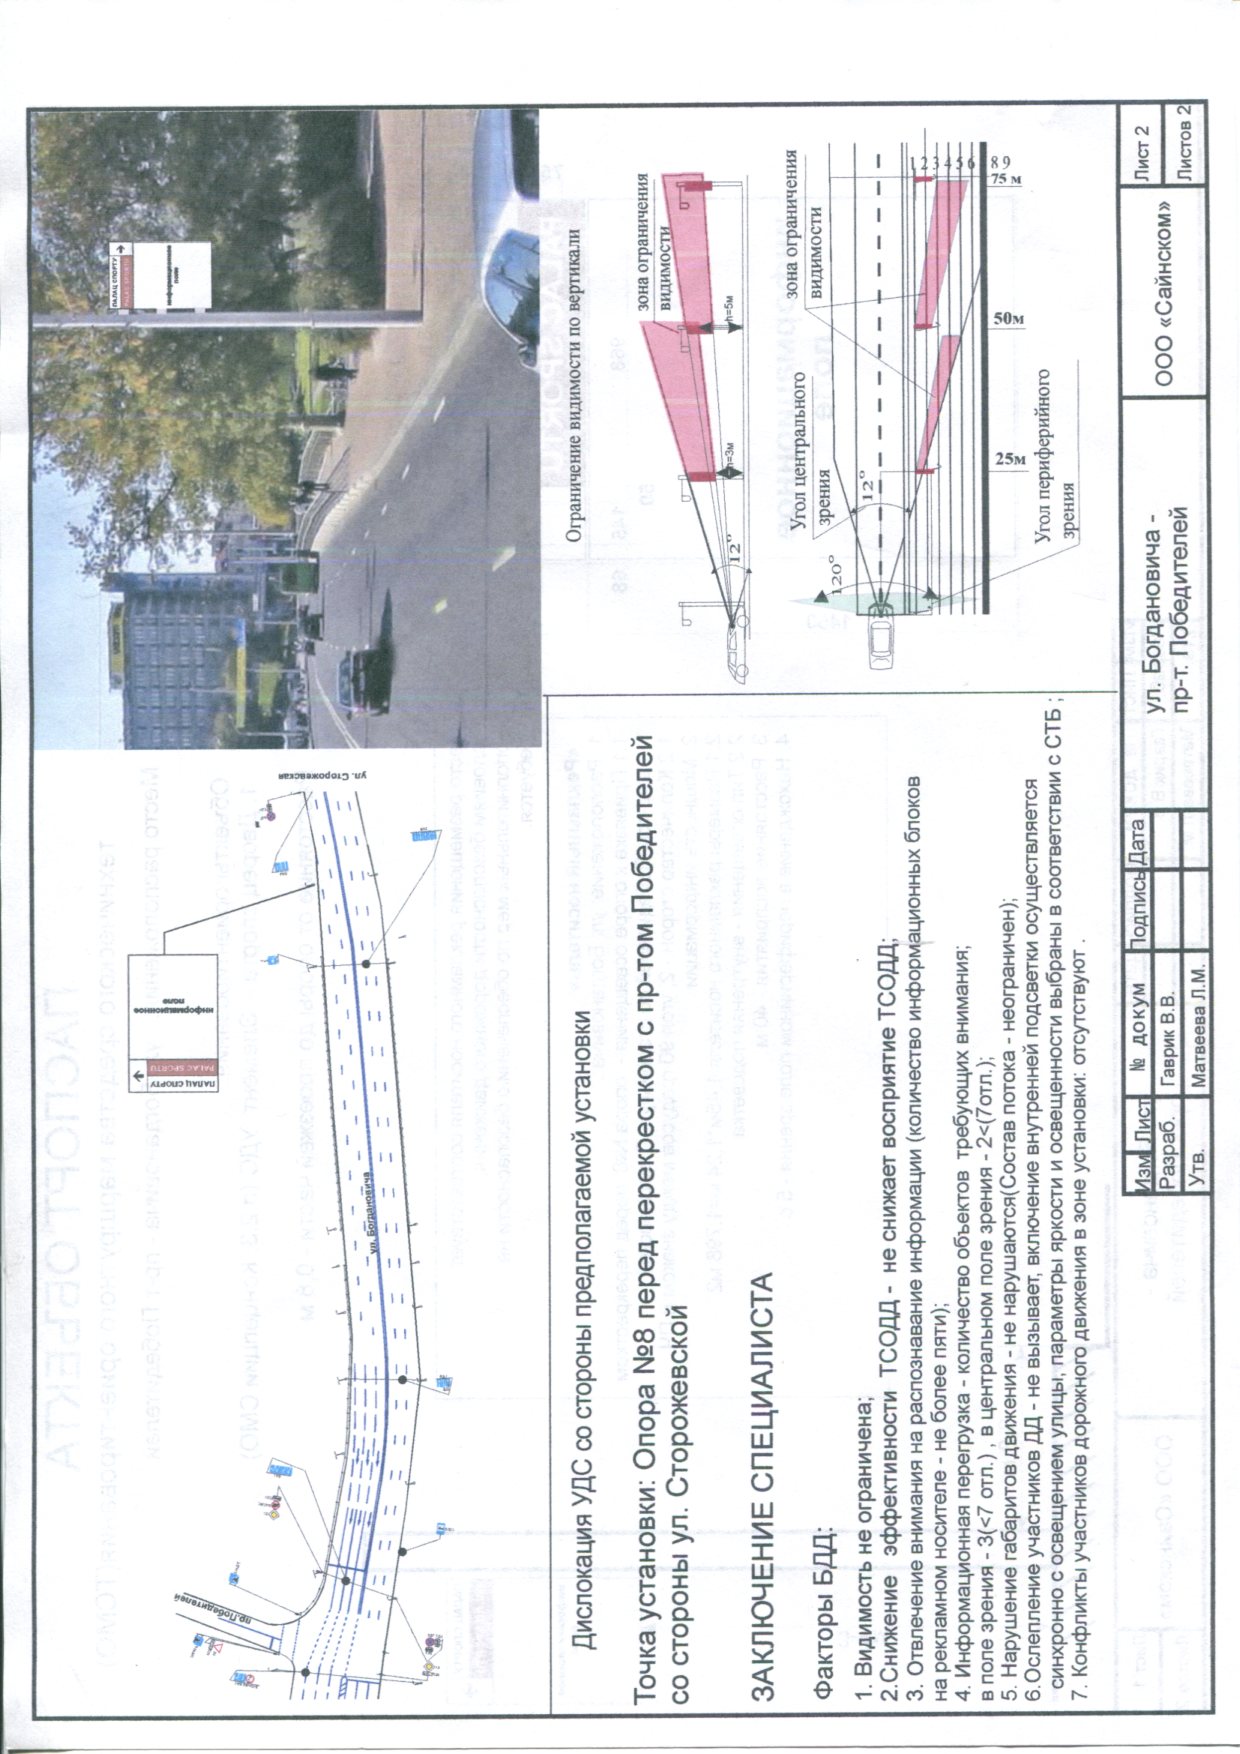 ул. Сторожевская
информационное
поле
ПАЛАЦ СПОРТУ
PALAC SPORTU
ул. Богдановича
пр.Победителей
ПАЛАЦ СПОРТУ
PALAC SPORTU
информационное
поле
Дислокация УДС со стороны предполагаемой установки
Точка установки: Опора №8 перед перекрестком с пр-том Победителей
со стороны ул. Сторожевской
ЗАКЛЮЧЕНИЕ СПЕЦИАЛИСТА
Факторы БДД:
1. Видимость не ограничена;
2.Снижение эффективности ТСОДД - не снижает восприятие ТСОДД;
3. Отвлечение внимания на распознавание информации (количество информационных блоков
на рекламном носителе - не более пяти);
4. Информационная перегрузка - количество объектов требующих внимания;
в поле зрения - 3(<7 отл.) , в центральном поле зрения - 2<(7отл.);
5. Нарушение габаритов движения - не нарушаются(Состав потока - неограничен);
6.Ослепление участников ДД - не вызывает, включение внутренней подсветки осуществляется
синхронно с освещением улицы, параметры яркости и освещенности выбраны в соответствии с СТБ ;
7. Конфликты участников дорожного движения в зоне установки: отсутствуют .
Ограничение видимости по вертикали
зона ограничения
видимости
12°
h=3м
h=5м
Угол центрального
зрения
зона ограничения
видимости
120°
12°
1 2 3 4 5 6 8 9
25м
50м
75 м
Угол периферийного
зрения
Изм Лист № докум Подпись Дата
Разраб. Гаврик В.В.
Утв. Матвеева Л.М.
ул. Богдановича -
пр-т. Победителей
ООО «Сайнском»
Лист 2
Листов 2